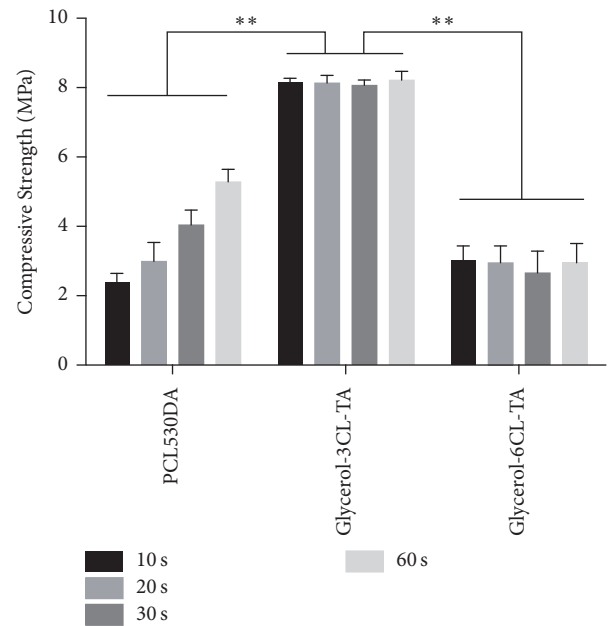 10
8
6
4
2
0
Compressive Strength (MPa)
**
**
PCL530DA
Glycerol-3CL-TA
Glycerol-6CL-TA
10 s
20 s
30 s
60 s